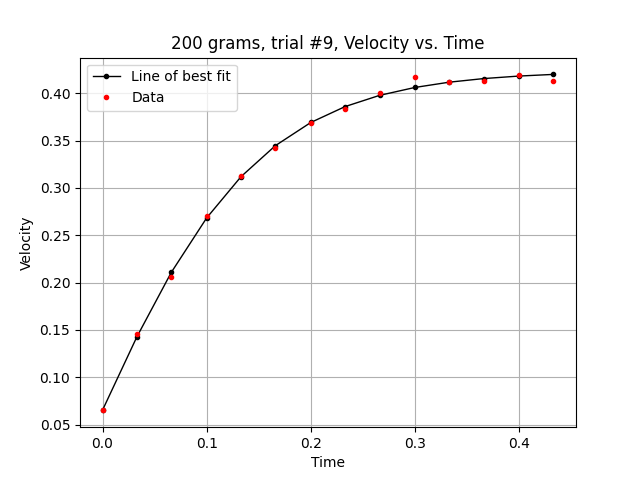 200 grams, trial #9, Velocity vs. Time
Line of best fit
Data
0.40
0.35
0.30
0.25
0.20
0.15
0.10
0.05
Velocity
0.0 0.1 0.2 0.3 0.4
Time